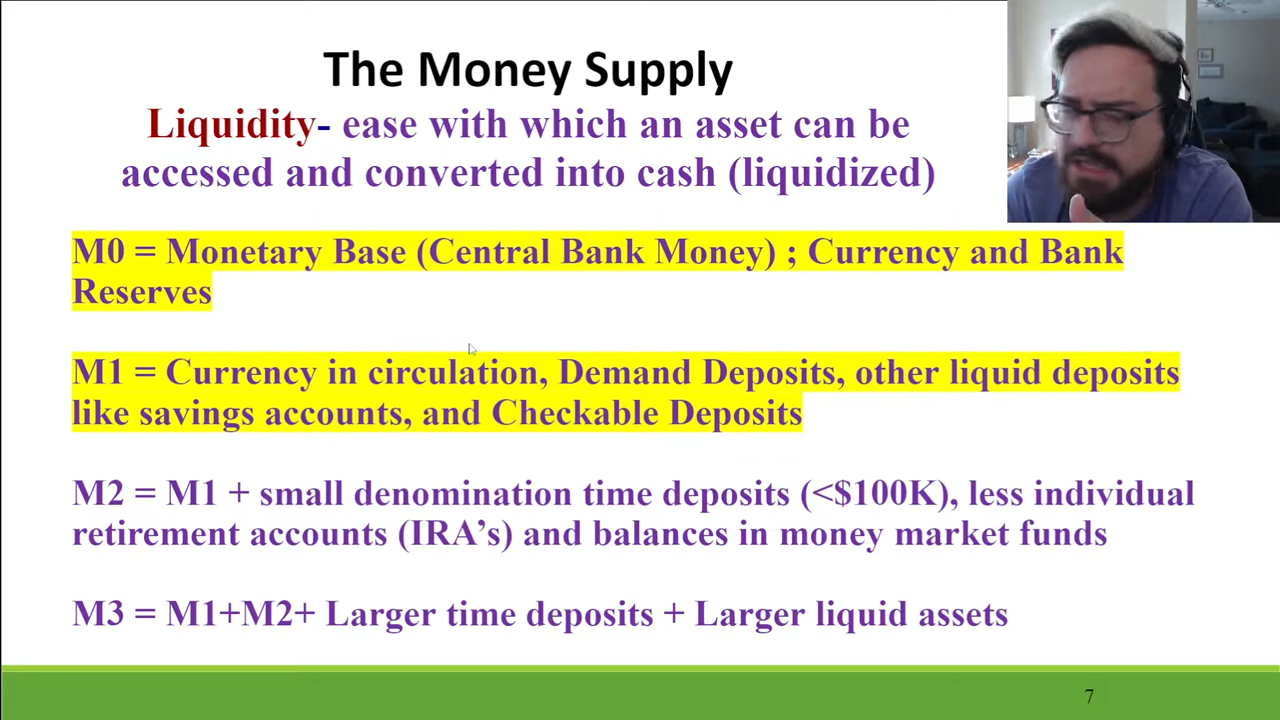 The Money Supply
Liquidity- ease with which an asset can be
accessed and converted into cash (liquidized)
M0 = Monetary Base (Central Bank Money) ; Currency and Bank
Reserves
M1 = Currency in circulation, Demand Deposits, other liquid deposits
like savings accounts, and Checkable Deposits
M2 = M1 + small denomination time deposits (<$100K), less individual
retirement accounts (IRA’s) and balances in money market funds
M3 = M1+M2+ Larger time deposits + Larger liquid assets
7